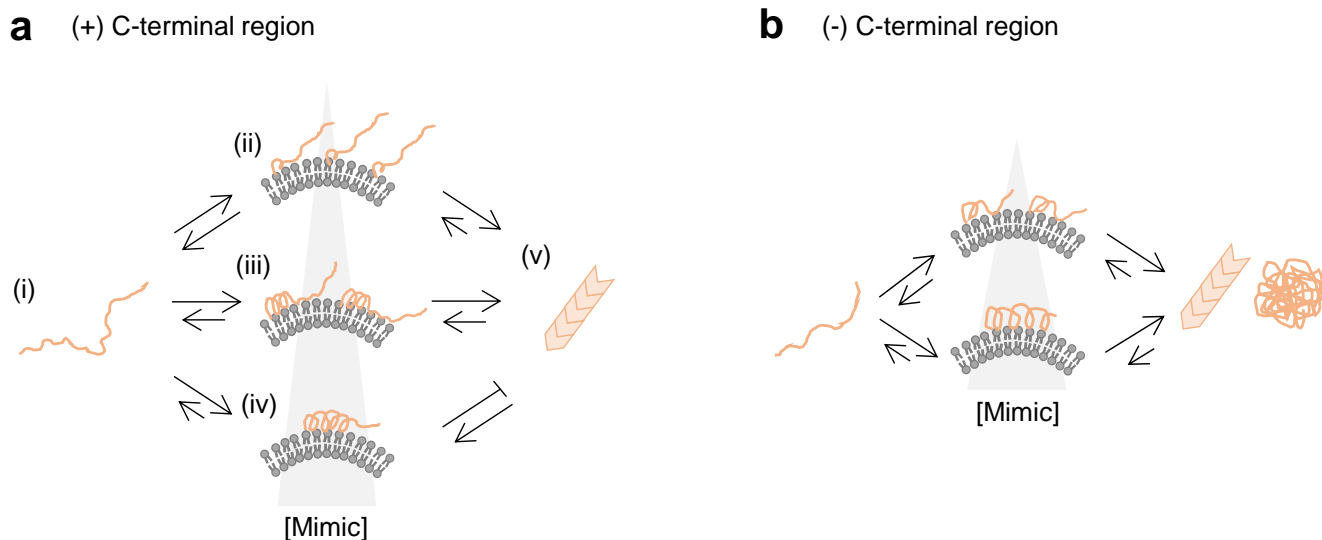 a (+) C-terminal region
(i)
(ii)
(iii)
(iv)
(v)
[Mimic]
b (-) C-terminal region
[Mimic]